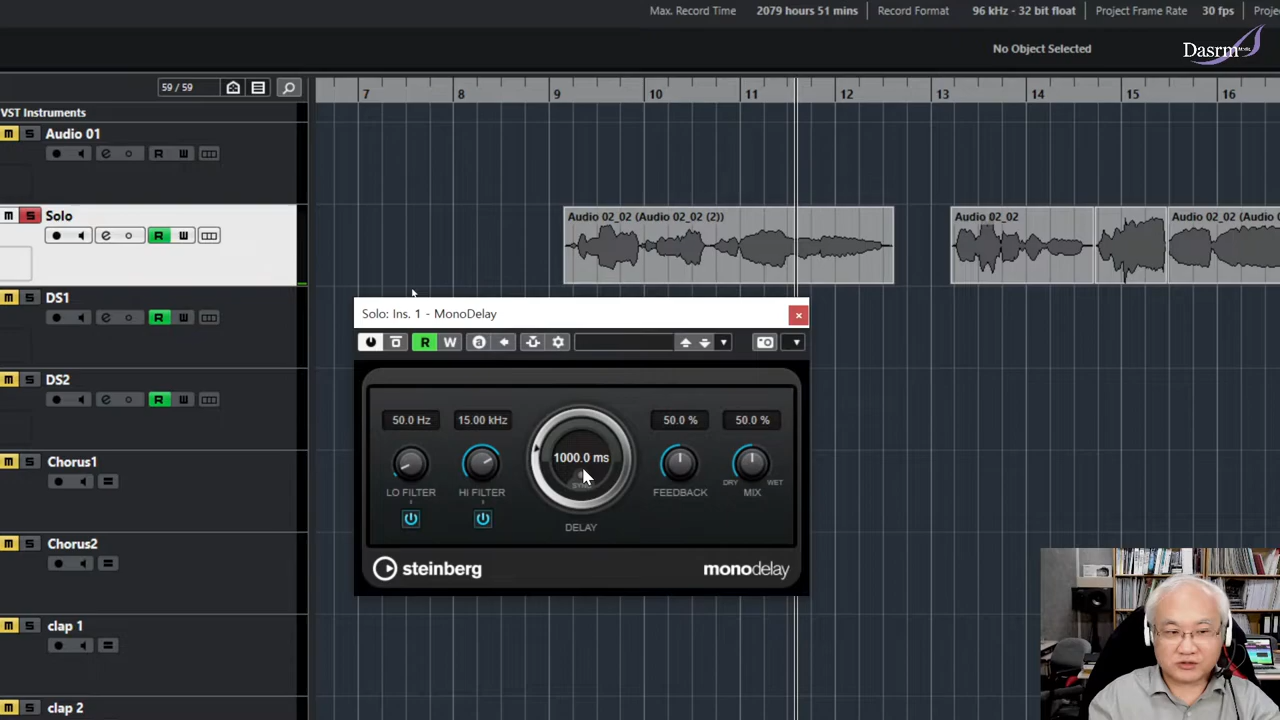 Max. Record Time 2079 hours 51 mins Record Format 96 kHz - 32 bit float Project Frame Rate 30 fps
No Object Selected
Dasrm
59 / 59
7 8 9 10 11 12 13 14 15 16
VST Instruments
m S Audio 01
R W
m S Solo
R W
Audio 02_02 (Audio 02_02 (2))
Audio 02_02
Audio 02_02 (Audio
m S DS1
R W
m S DS2
R W
m S Chorus1
m S Chorus2
m S clap 1
m S clap 2
Solo: Ins. 1 - MonoDelay
R W
50.0 Hz 15.00 kHz 50.0 % 50.0 %
1000.0 ms
DRY WET
LO FILTER HI FILTER FEEDBACK MIX
DELAY
steinberg monodelay